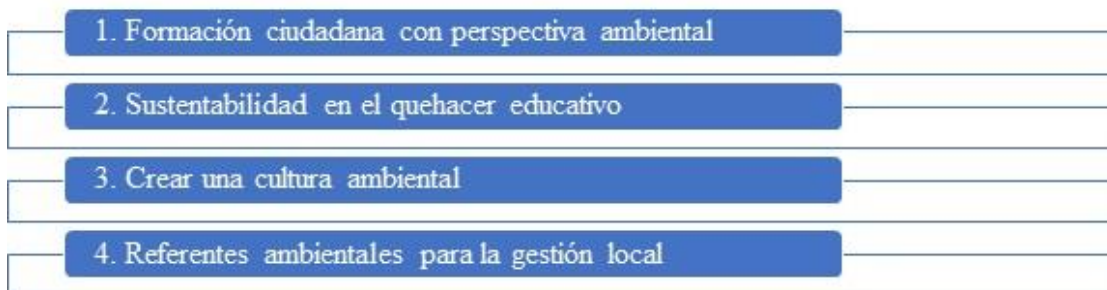 1. Formación ciudadana con perspectiva ambiental
2. Sustentabilidad en el quehacer educativo
3. Crear una cultura ambiental
4. Referentes ambientales para la gestión local